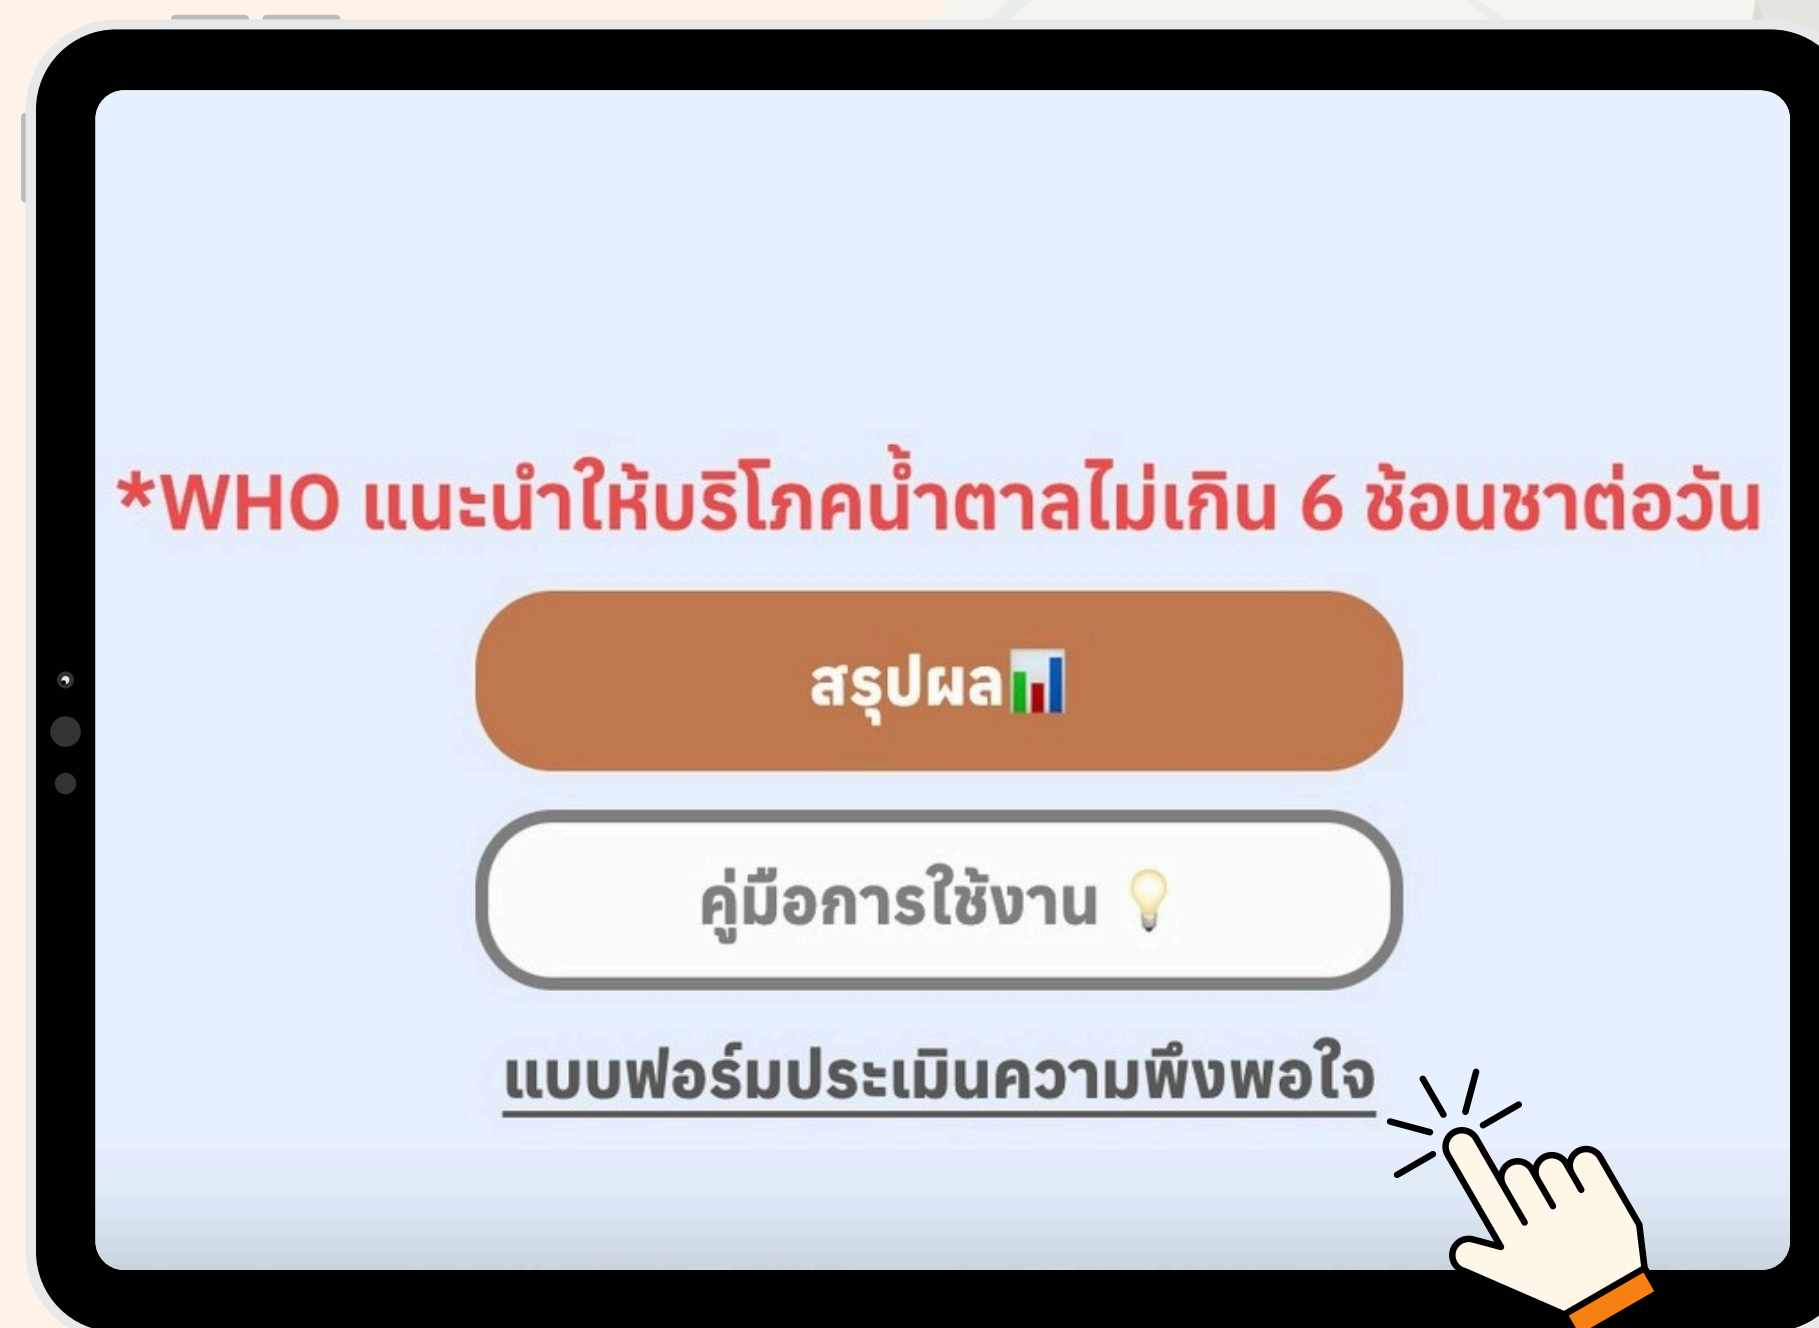 *WHO แนะนำให้บริโภคน้ำตาลไม่เกิน 6 ช้อนชาต่อวัน
สรุปผล📊
คู่มือการใช้งาน 💡
แบบฟอร์มประเมินความพึงพอใจ